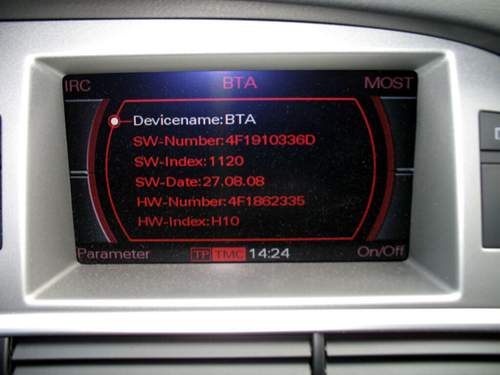 IRC BTA MOST
Devicename:BTA
SW-Number:4F1910336D
SW-Index:1120
SW-Date:27.08.08
HW-Number:4F1862335
HW-Index:H10
Parameter TP TMC 14:24 On/Off